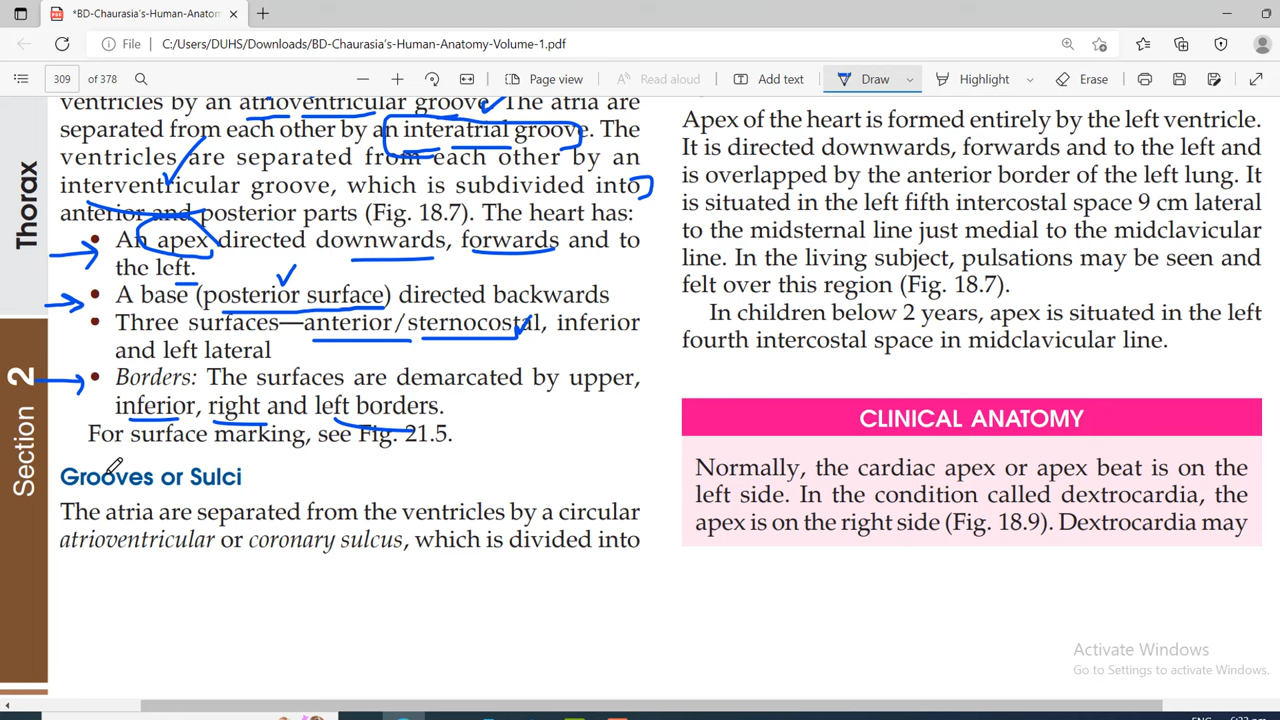 *BD-Chaurasia's-Human-Anatom
File
C:/Users/DUHS/Downloads/BD-Chaurasia's-Human-Anatomy-Volume-1.pdf
309 of 378
Page view
Read aloud
Add text
Draw
Highlight
Erase
Thorax
Section 2
ventricles by an atrioventricular groove. The atria are
separated from each other by an interatrial groove. The
ventricles are separated from each other by an
interventricular groove, which is subdivided into
anterior and posterior parts (Fig. 18.7). The heart has:
• An apex directed downwards, forwards and to
the left.
• A base (posterior surface) directed backwards
• Three surfaces—anterior/sternocostal, inferior
and left lateral
• Borders: The surfaces are demarcated by upper,
inferior, right and left borders.
For surface marking, see Fig. 21.5.
Grooves or Sulci
The atria are separated from the ventricles by a circular
atrioventricular or coronary sulcus, which is divided into
Apex of the heart is formed entirely by the left ventricle.
It is directed downwards, forwards and to the left and
is overlapped by the anterior border of the left lung. It
is situated in the left fifth intercostal space 9 cm lateral
to the midsternal line just medial to the midclavicular
line. In the living subject, pulsations may be seen and
felt over this region (Fig. 18.7).
In children below 2 years, apex is situated in the left
fourth intercostal space in midclavicular line.
CLINICAL ANATOMY
Normally, the cardiac apex or apex beat is on the
left side. In the condition called dextrocardia, the
apex is on the right side (Fig. 18.9). Dextrocardia may
Activate Windows
Go to Settings to activate Windows.